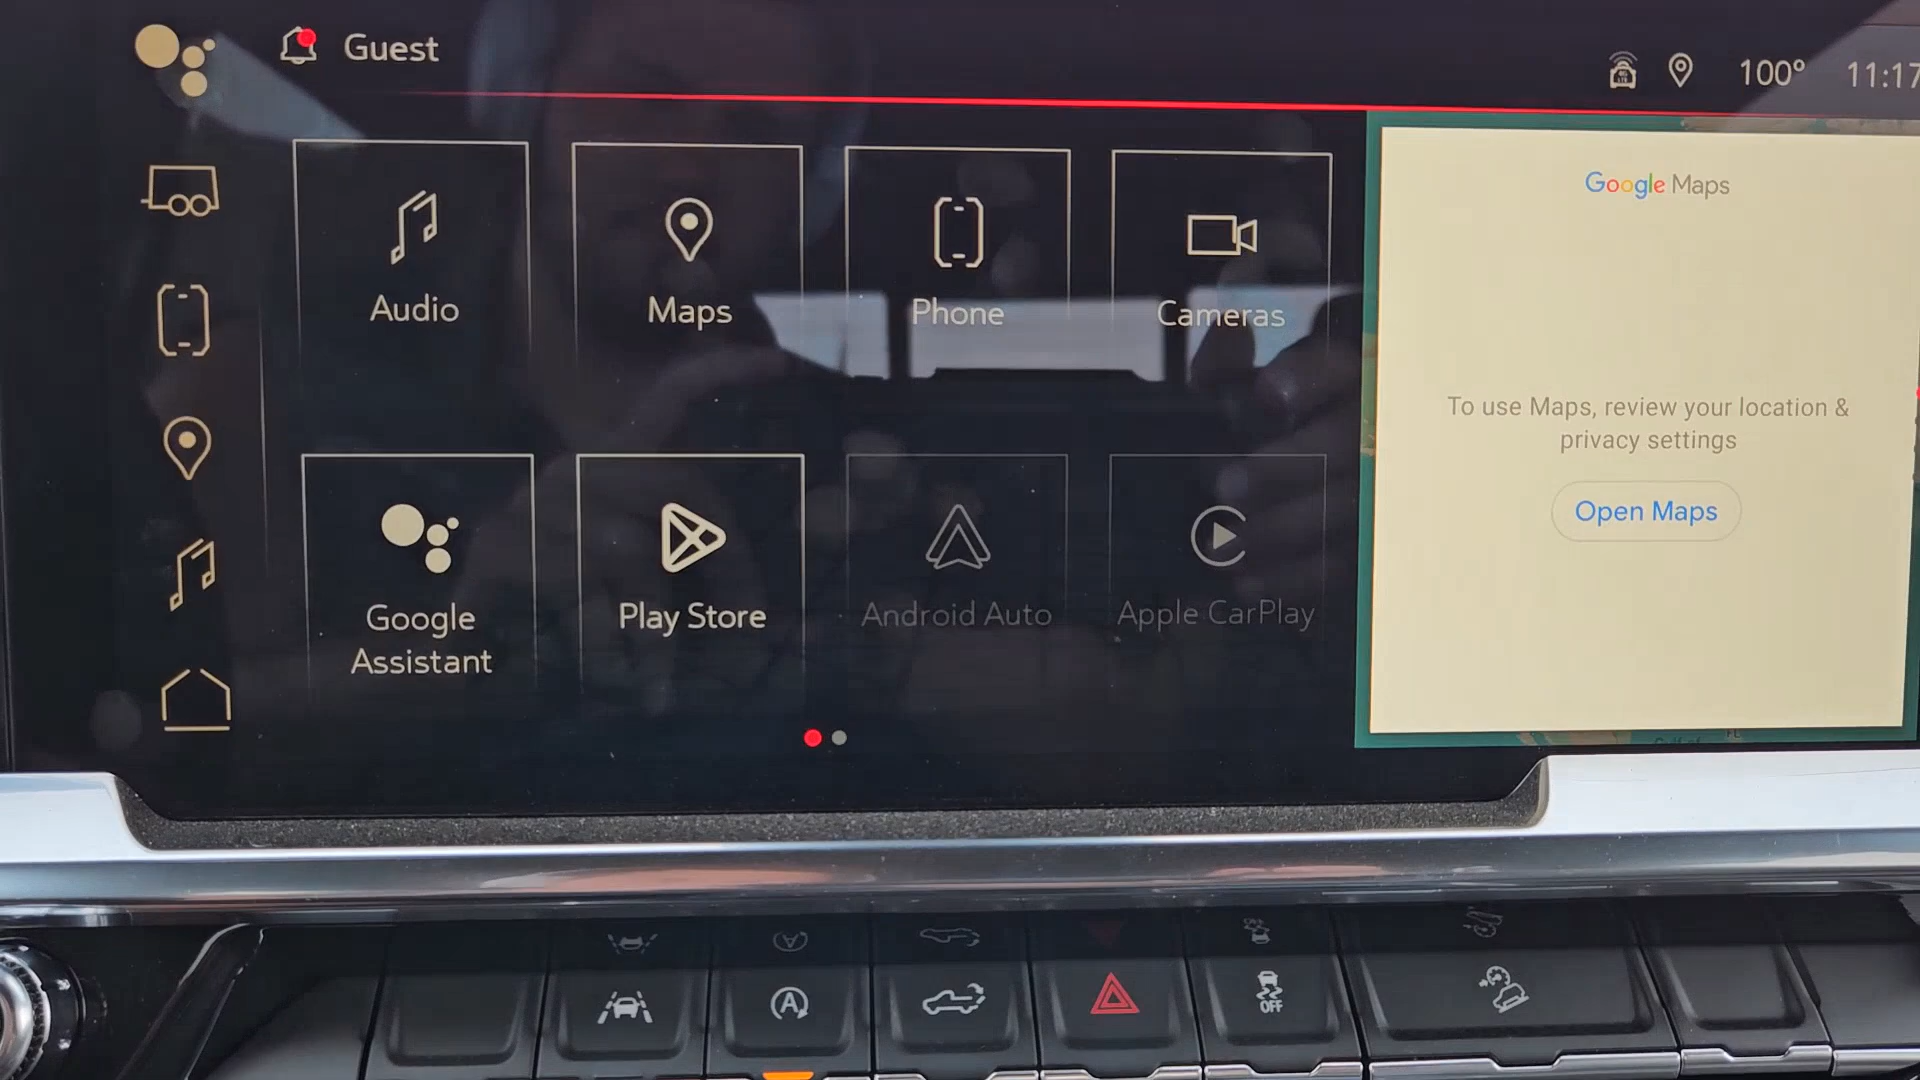 Guest
100°
11:17
Audio
Maps
Phone
Cameras
Google
Assistant
Play Store
Android Auto
Apple CarPlay
Google Maps
To use Maps, review your location &
privacy settings
Open Maps
A
OFF